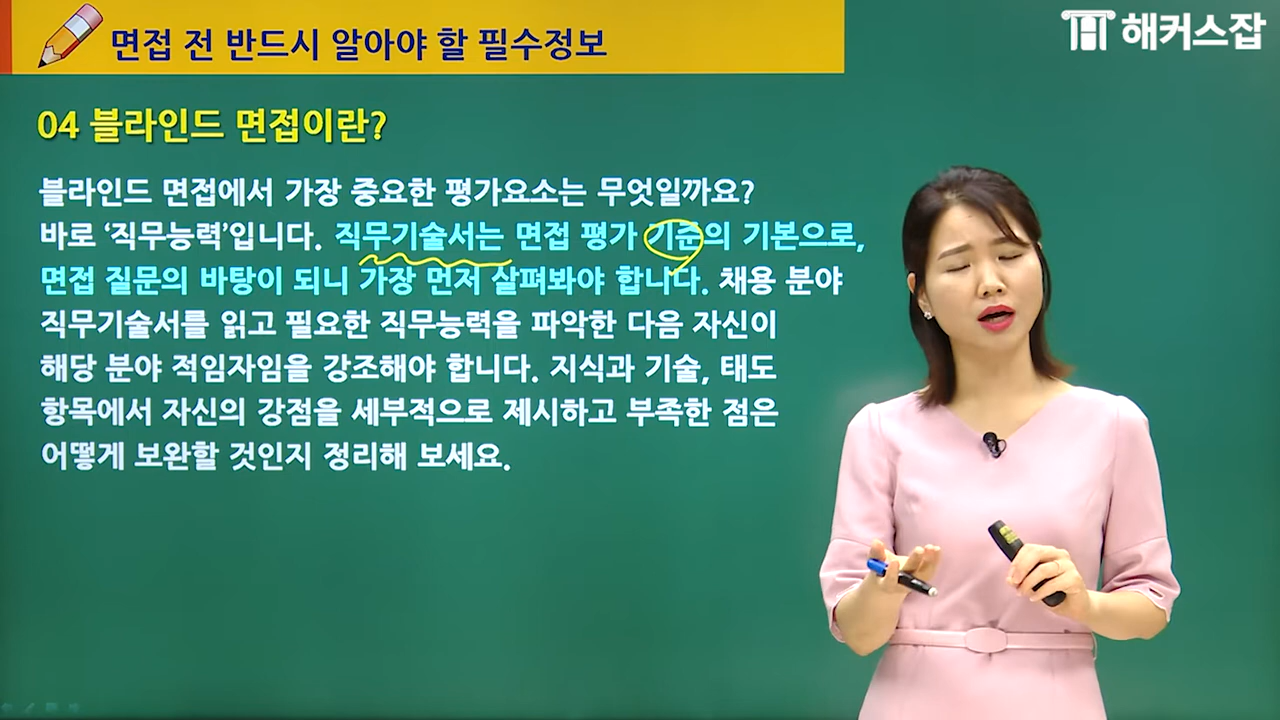 면접 전 반드시 알아야 할 필수정보
해커스잡
04 블라인드 면접이란?
블라인드 면접에서 가장 중요한 평가요소는 무엇일까요?
바로 ‘직무능력’입니다. 직무기술서는 면접 평가 기준의 기본으로,
면접 질문의 바탕이 되니 가장 먼저 살펴봐야 합니다. 채용 분야
직무기술서를 읽고 필요한 직무능력을 파악한 다음 자신이
해당 분야 적임자임을 강조해야 합니다. 지식과 기술, 태도
항목에서 자신의 강점을 세부적으로 제시하고 부족한 점은
어떻게 보완할 것인지 정리해 보세요.